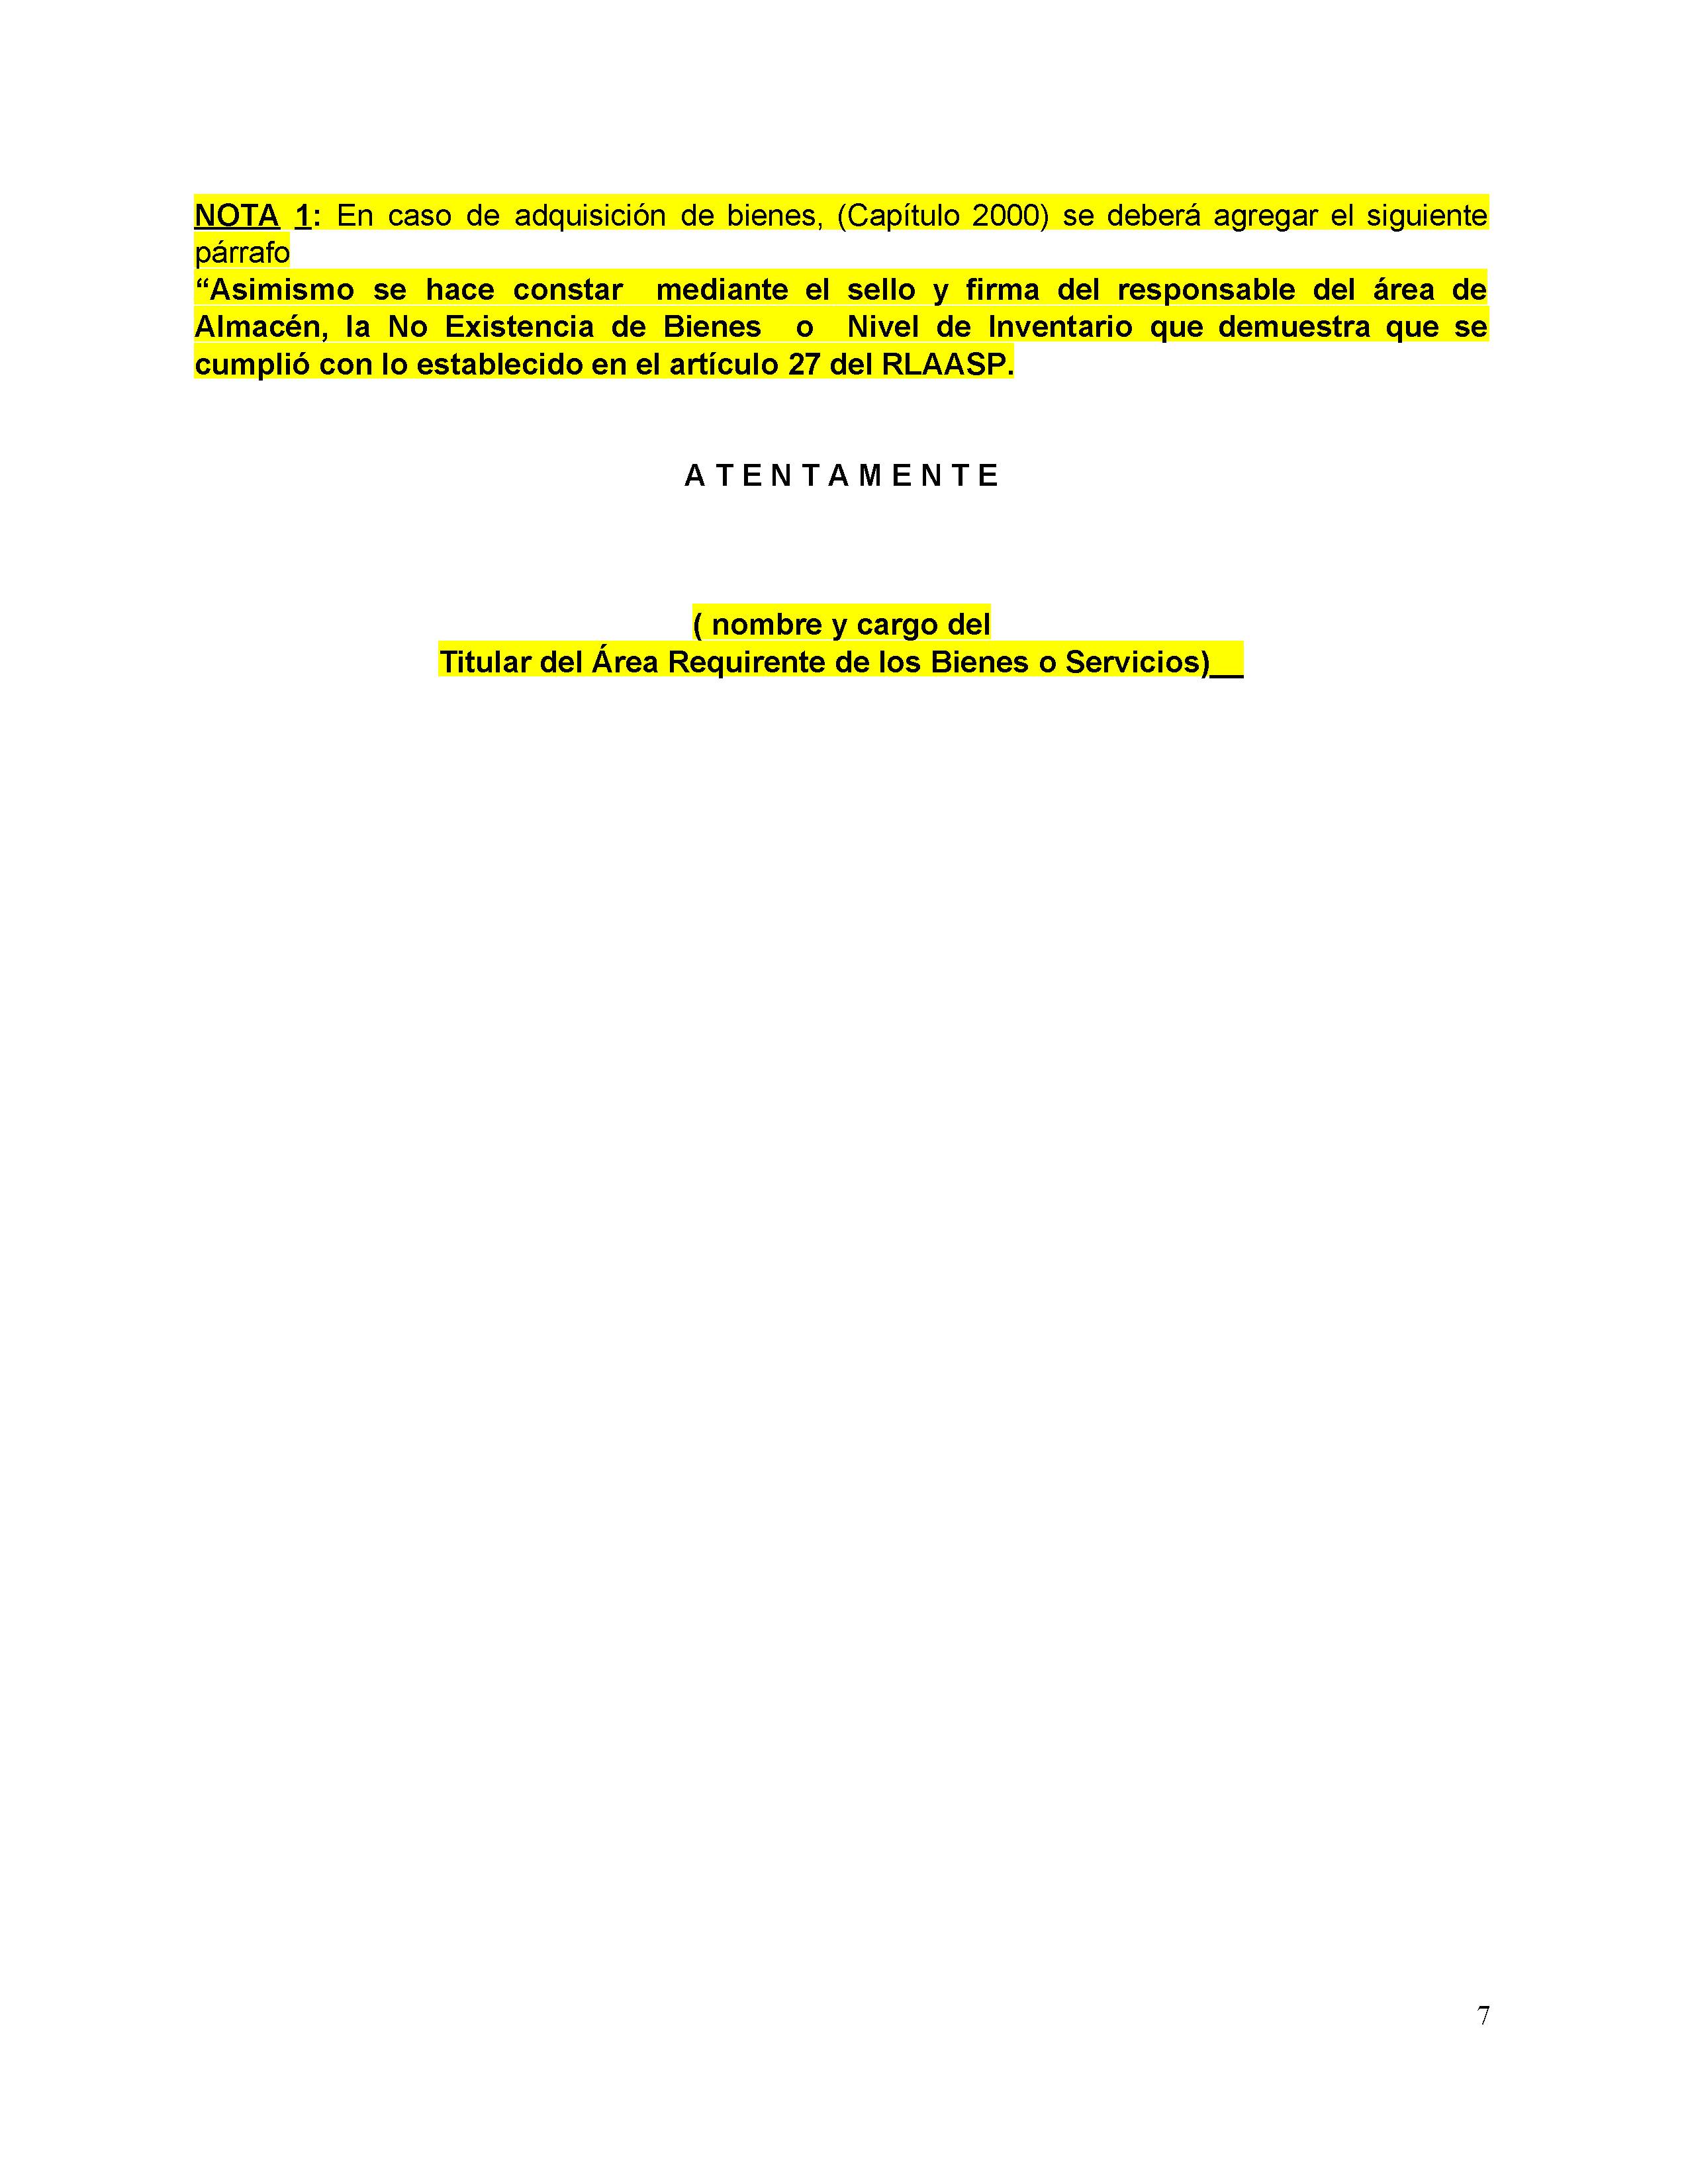 NOTA 1: En caso de adquisición de bienes, (Capítulo 2000) se deberá agregar el siguiente
párrafo
“Asimismo se hace constar  mediante el sello y firma del responsable del área de
Almacén, la No Existencia de Bienes  o  Nivel de Inventario que demuestra que se
cumplió con lo establecido en el artículo 27 del RLAASP.
A T E N T A M E N T E
( nombre y cargo del
Titular del Área Requirente de los Bienes o Servicios)__
7